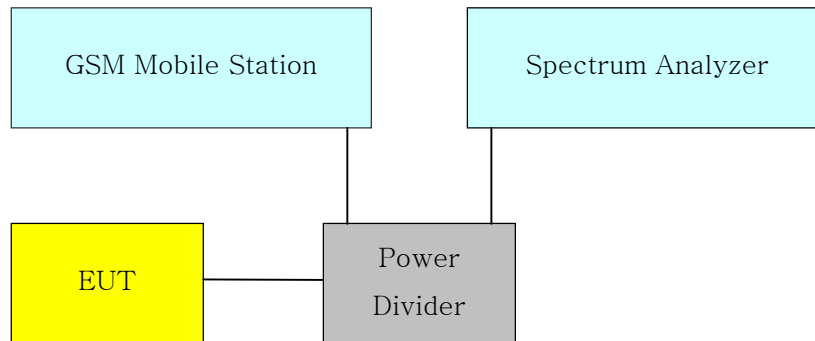 GSM Mobile Station
Spectrum Analyzer
EUT
Power
Divider